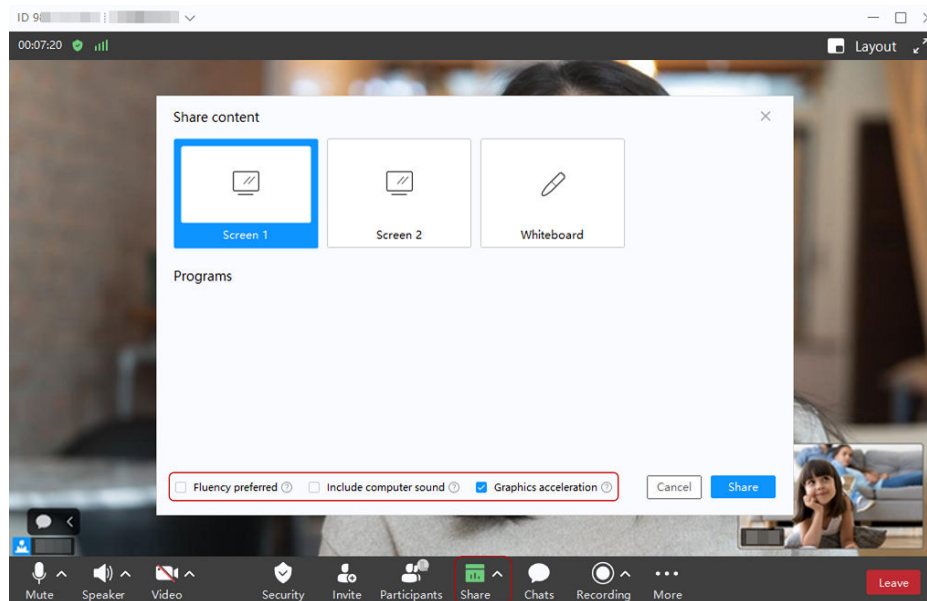 ID 9
00:07:20
Layout
Share content
Screen 1
Screen 2
Whiteboard
Programs
Fluency preferred
Include computer sound
Graphics acceleration
Cancel
Share
Mute
Speaker
Video
Security
Invite
Participants
Share
Chats
Recording
More
Leave